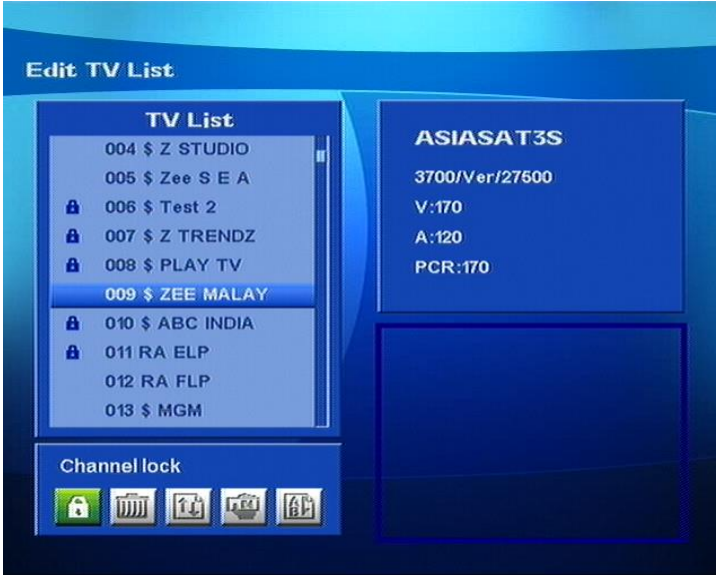 Edit TV List
TV List
004 $ Z STUDIO
005 $ Zee S E A
006 $ Test 2
007 $ Z TRENDZ
008 $ PLAY TV
009 $ ZEE MALAY
010 $ ABC INDIA
011 RA ELP
012 RA FLP
013 $ MGM
Channel lock
ASIASAT3S
3700/Ver/27500
V:170
A:120
PCR:170